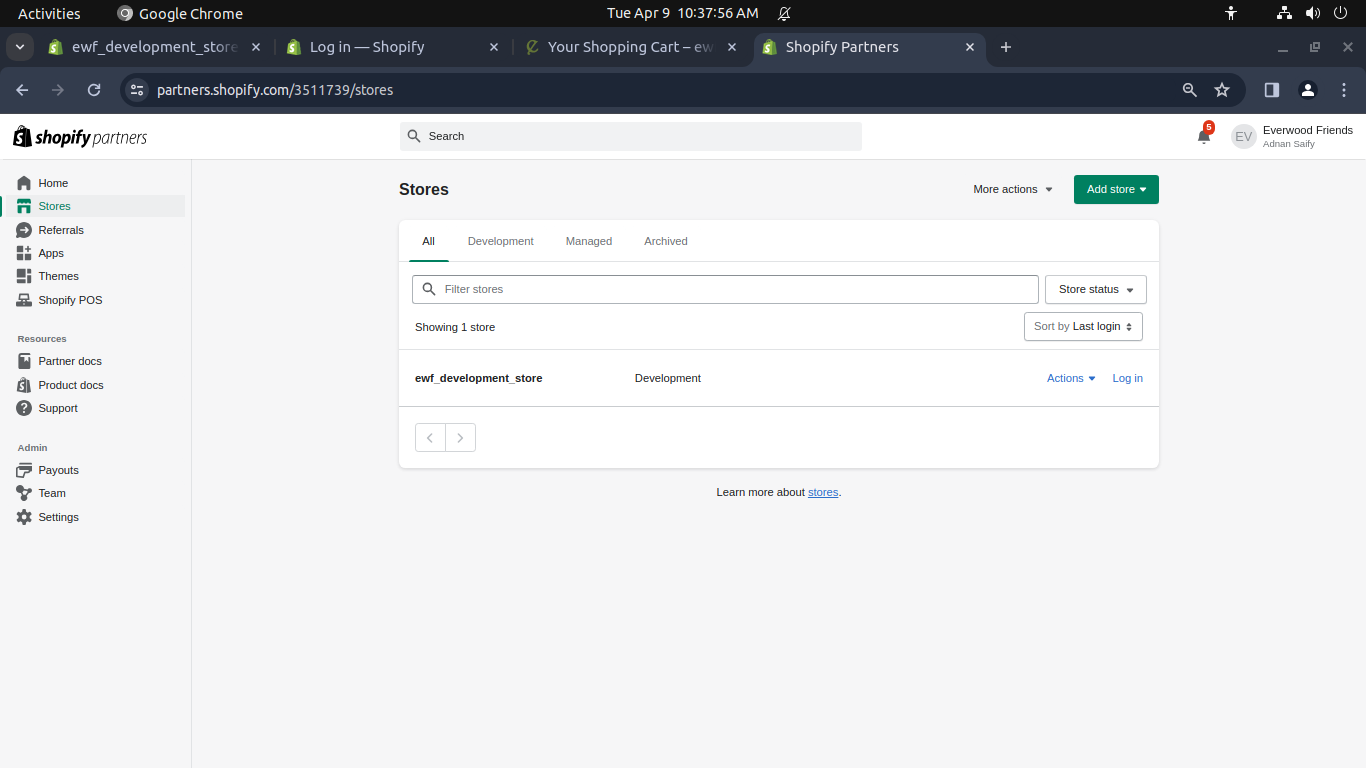 Activities Google Chrome Tue Apr 9 10:37:56 AM
ewf_development_store Log in — Shopify Your Shopping Cart – ew Shopify Partners
partners.shopify.com/3511739/stores
shopify partners Search 5 EV Everwood Friends
Adnan Saify
Home
Stores
Referrals
Apps
Themes
Shopify POS
Resources
Partner docs
Product docs
Support
Admin
Payouts
Team
Settings
Stores More actions Add store
All Development Managed Archived
Filter stores Store status
Showing 1 store Sort by Last login
ewf_development_store Development Actions Log in
Learn more about stores.